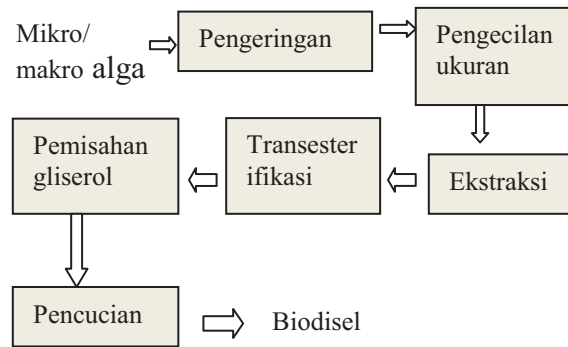 Mikro/
makro alga
Pengeringan
Pengecilan
ukuran
Ekstraksi
Transester
ifikasi
Pemisahan
gliserol
Pencucian
Biodisel